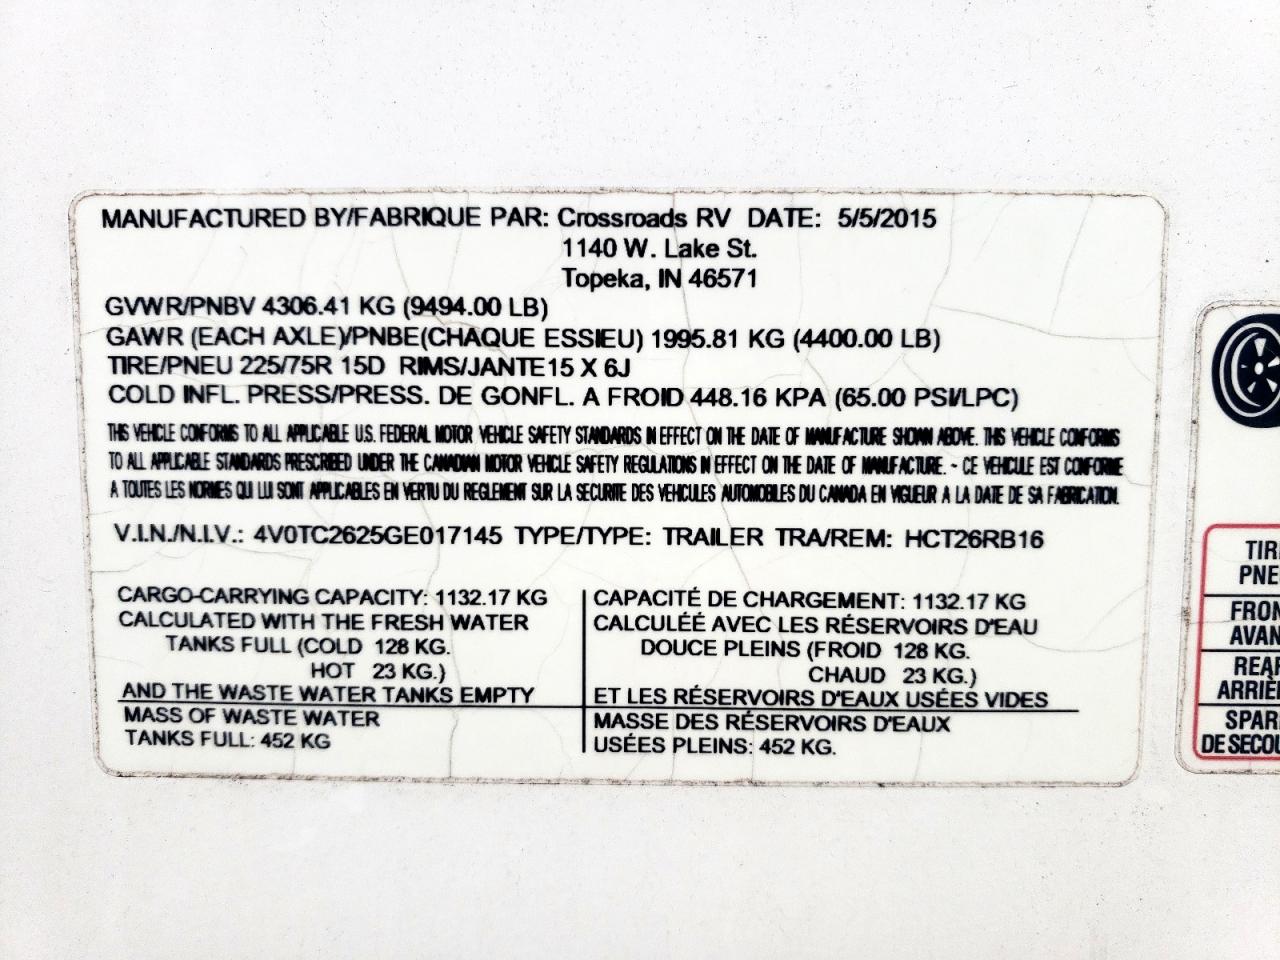 MANUFACTURED BY/FABRIQUE PAR: Crossroads RV DATE: 5/5/2015
1140 W. Lake St.
Topeka, IN 46571
GVWR/PNBV 4306.41 KG (9494.00 LB)
GAWR (EACH AXLE)/PNBE(CHAQUE ESSIEU) 1995.81 KG (4400.00 LB)
TIRE/PNEU 225/75R 15D RIMS/JANTE15 X 6J
COLD INFL. PRESS/PRESS. DE GONFL. A FROID 448.16 KPA (65.00 PSI/LPC)
THIS VEHICLE CONFORMS TO ALL APPLICABLE U.S. FEDERAL MOTOR VEHICLE SAFETY STANDARDS IN EFFECT ON THE DATE OF MANUFACTURE SHOWN ABOVE. THIS VEHICLE CONFORMS
TO ALL APPLICABLE STANDARDS PRESCRIBED UNDER THE CANADIAN MOTOR VEHICLE SAFETY REGULATIONS IN EFFECT ON THE DATE OF MANUFACTURE. ~ CE VEHICULE EST CONFORME
A TOUTES LES NORMES QUI LUI SONT APPLICABLES EN VERTU DU REGLEMENT SUR LA SECURITE DES VEHICULES AUTOMOBILES DU CANADA EN VIGUEUR A LA DATE DE SA FABRICATION.
V.I.N./N.I.V.: 4V0TC2625GE017145 TYPE/TYPE: TRAILER TRA/REM: HCT26RB16
CARGO-CARRYING CAPACITY: 1132.17 KG
CALCULATED WITH THE FRESH WATER
TANKS FULL (COLD 128 KG.
HOT 23 KG.)
AND THE WASTE WATER TANKS EMPTY
MASS OF WASTE WATER
TANKS FULL: 452 KG
CAPACITÉ DE CHARGEMENT: 1132.17 KG
CALCULÉE AVEC LES RÉSERVOIRS D'EAU
DOUCE PLEINS (FROID 128 KG.
CHAUD 23 KG.)
ET LES RÉSERVOIRS D'EAUX USÉES VIDES
MASSE DES RÉSERVOIRS D'EAUX
USÉES PLEINS: 452 KG.
TIRE
PNEU
FRON
AVAN
REAR
ARRIÈ
SPAR
DE SECOU